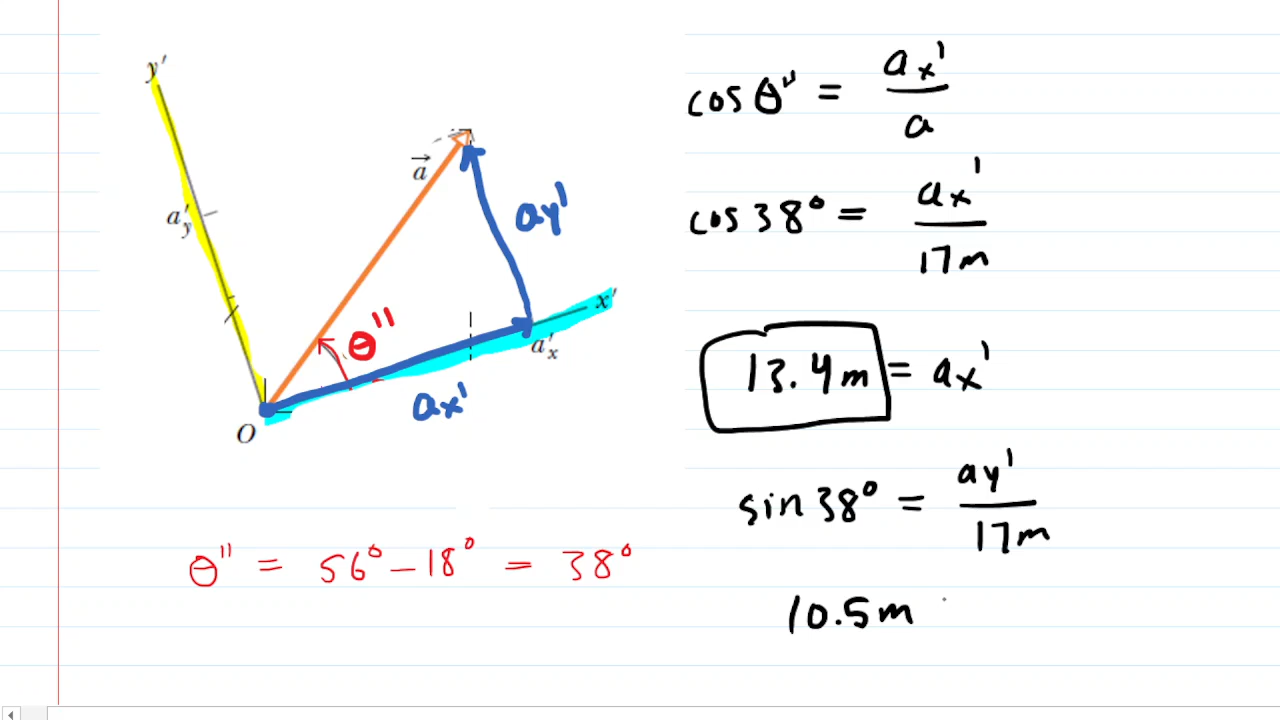 y'
a⃗
a'y
ay'
x'
θ"
a'x
ax'
O
θ" = 56° – 18° = 38°
cos θ" = ax' / a
cos 38° = ax' / 17m
13.4m = ax'
sin 38° = ay' / 17m
10.5m